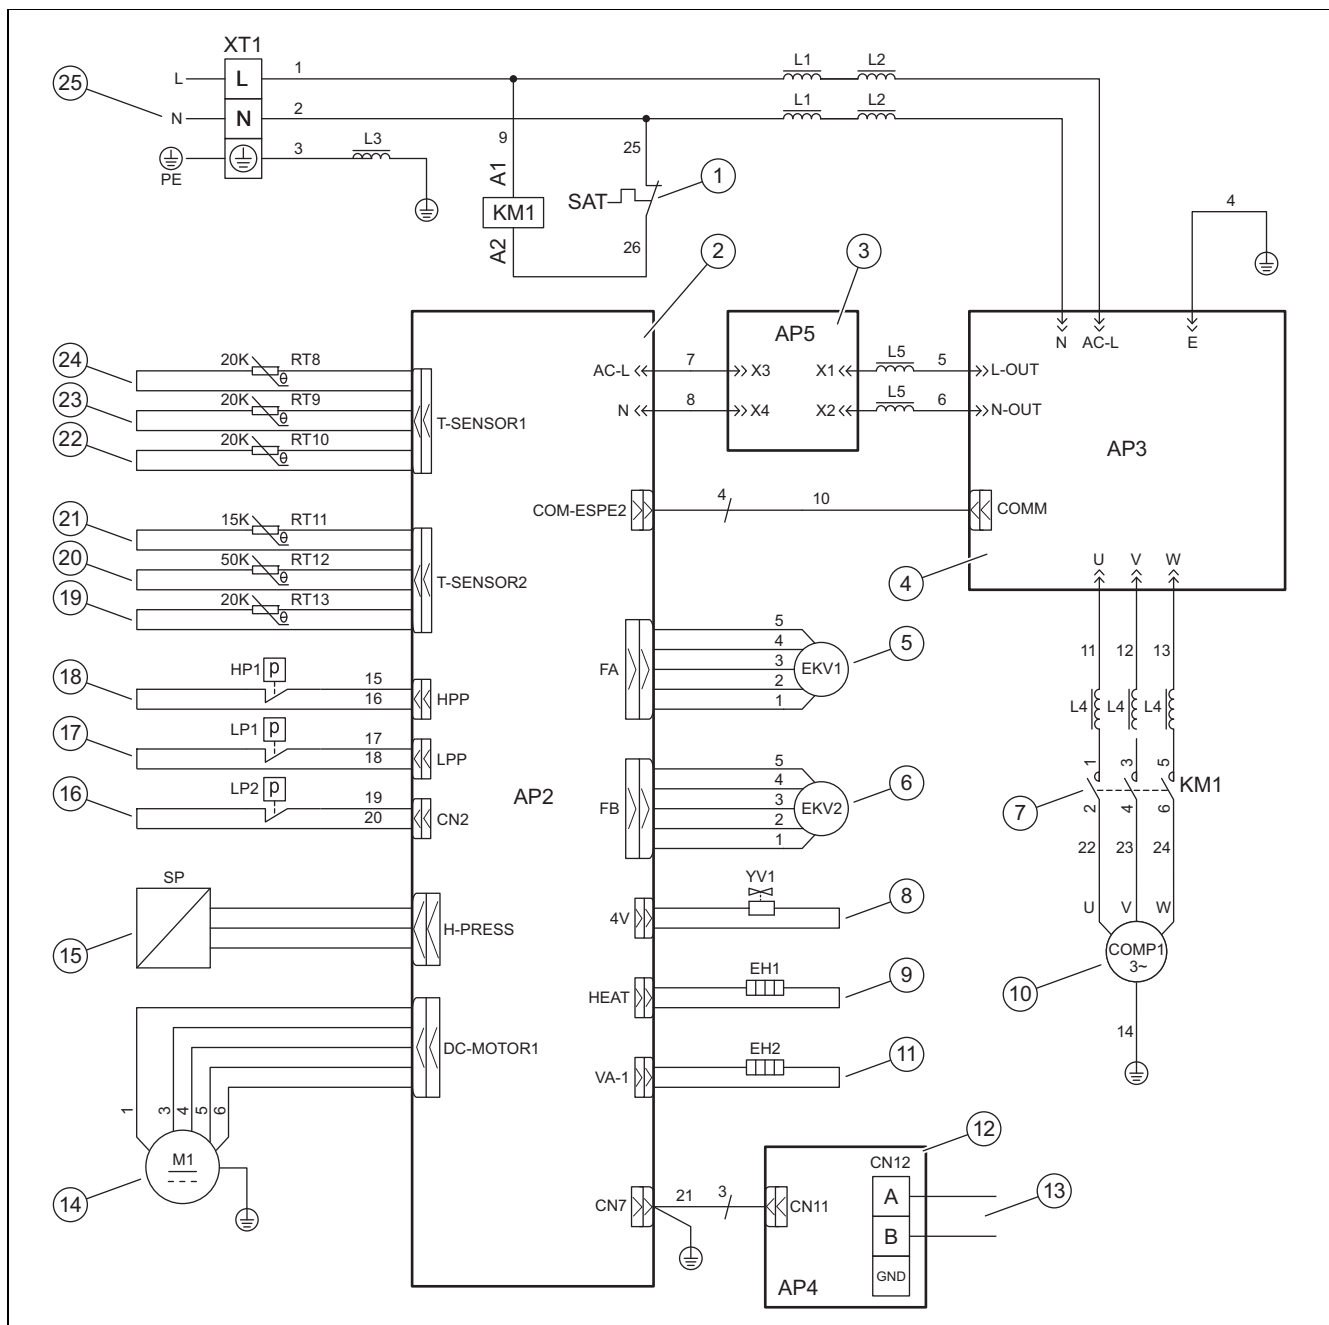 XT1
25
L
L
1
L1
L2
N
N
2
L1
L2
PE
3
L3
9
A1
KM1
A2
25
SAT
26
1
2
3
4
N
AC-L
E
AP5
AC-L
7
X3
X1
L5
5
L-OUT
N
8
X4
X2
L5
6
N-OUT
AP3
24
20K
RT8
θ
23
20K
RT9
θ
22
20K
RT10
θ
T-SENSOR1
21
15K
RT11
θ
20
50K
RT12
θ
19
20K
RT13
θ
T-SENSOR2
COM-ESPE2
4
10
COMM
4
U
V
W
18
HP1
p
15
16
HPP
17
LP1
p
17
18
LPP
16
LP2
p
19
20
CN2
AP2
FA
5
4
3
2
1
EKV1
5
FB
5
4
3
2
1
EKV2
6
11
12
13
L4
L4
L4
7
1
3
5
KM1
2
4
6
22
23
24
U
V
W
COMP1
3~
10
14
SP
15
H-PRESS
4V
YV1
8
HEAT
EH1
9
VA-1
EH2
11
DC-MOTOR1
1
3
4
5
6
M1
14
CN7
21
3
CN11
12
CN12
A
B
GND
13
AP4